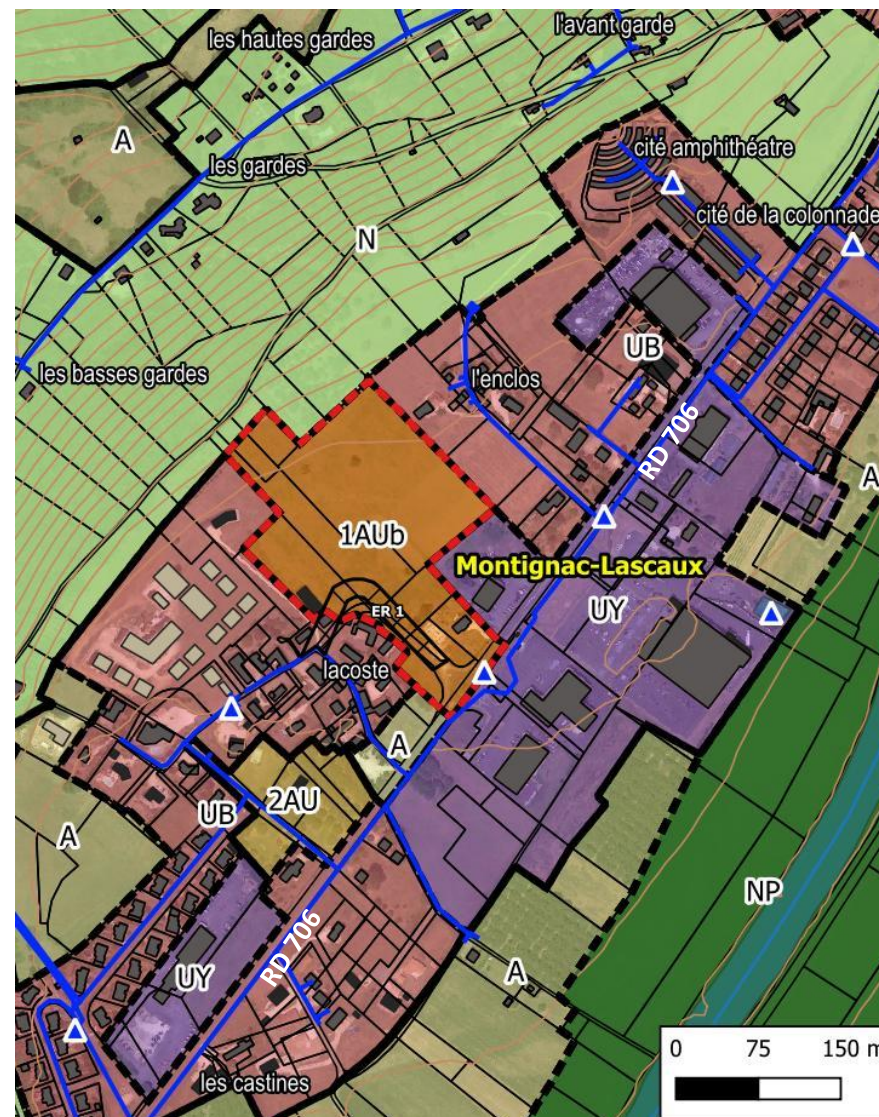 l'avant garde
les hautes gardes
A
cité amphithéatre
les gardes
cité de la colonnade
N
UB
les basses gardes
l'enclos
RD 706
A
1AUb
Montignac-Lascaux
ER 1
UY
lacoste
A
2AU
UB
A
NP
RD 706
A
UY
0 75 150 m
les castines